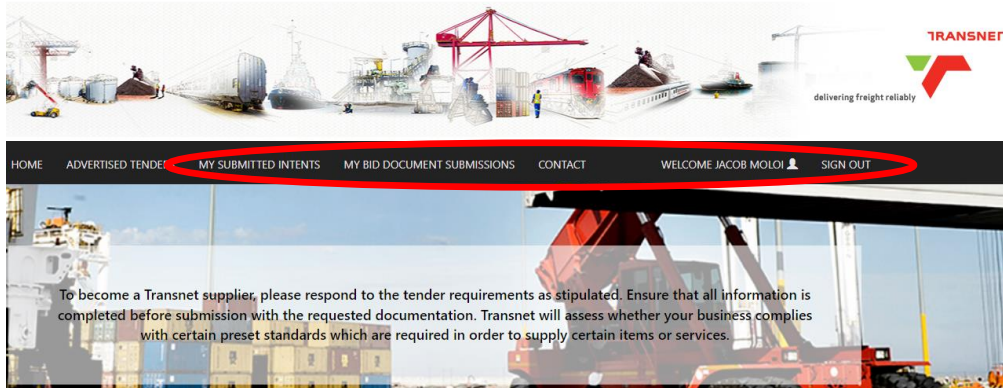 TRANSNET
delivering freight reliably
HOME ADVERTISED TENDE MY SUBMITTED INTENTS MY BID DOCUMENT SUBMISSIONS CONTACT WELCOME JACOB MOLOI SIGN OUT
To become a Transnet supplier, please respond to the tender requirements as stipulated. Ensure that all information is
completed before submission with the requested documentation. Transnet will assess whether your business complies
with certain preset standards which are required in order to supply certain items or services.